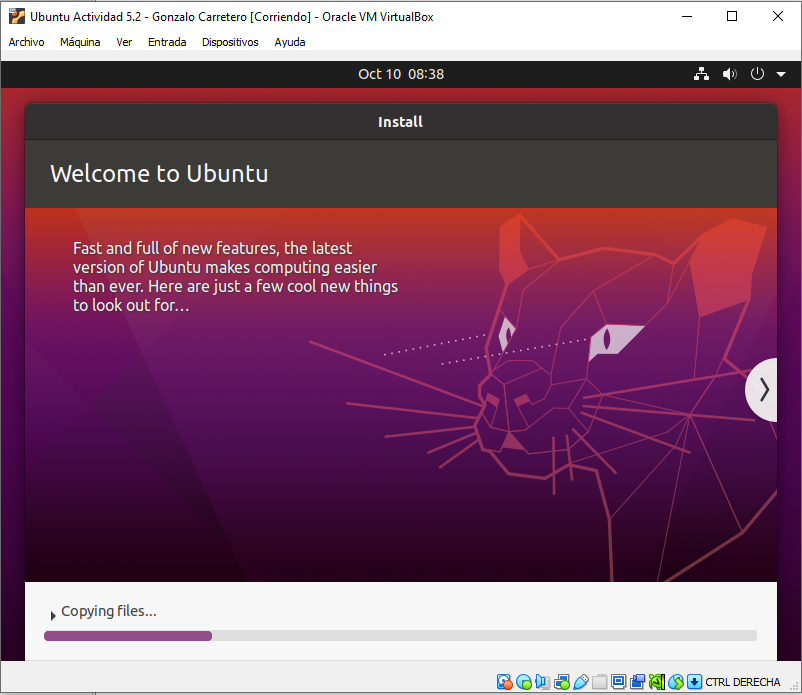 Ubuntu Actividad 5.2 - Gonzalo Carretero [Corriendo] - Oracle VM VirtualBox
Archivo Máquina Ver Entrada Dispositivos Ayuda
Oct 10 08:38
Install
Welcome to Ubuntu
Fast and full of new features, the latest
version of Ubuntu makes computing easier
than ever. Here are just a few cool new things
to look out for…
Copying files…
CTRL DERECHA